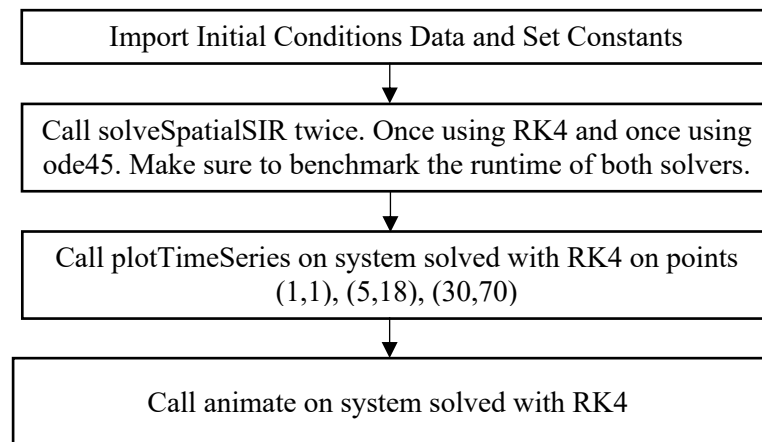 Import Initial Conditions Data and Set Constants
Call solveSpatialSIR twice. Once using RK4 and once using
ode45. Make sure to benchmark the runtime of both solvers.
Call plotTimeSeries on system solved with RK4 on points
(1,1), (5,18), (30,70)
Call animate on system solved with RK4